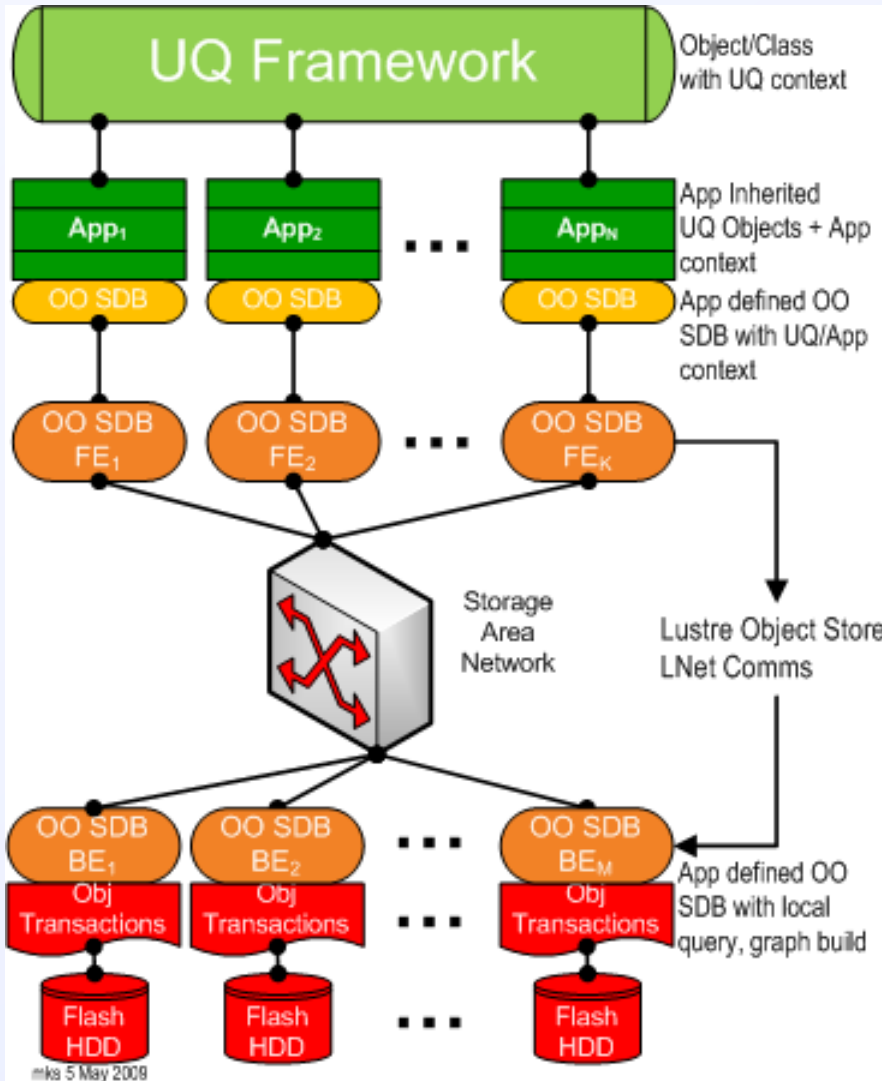 UQ Framework
Object/Class
with UQ context
App1
App2
AppN
App Inherited
UQ Objects + App
context
OO SDB
OO SDB
OO SDB
App defined OO
SDB with UQ/App
context
OO SDB
FE1
OO SDB
FE2
OO SDB
FEK
Storage
Area
Network
Lustre Object Store
LNet Comms
OO SDB
BE1
OO SDB
BE2
OO SDB
BEM
App defined OO
SDB with local
query, graph build
Obj
Transactions
Obj
Transactions
Obj
Transactions
Flash
HDD
Flash
HDD
Flash
HDD
mks 5 May 2009